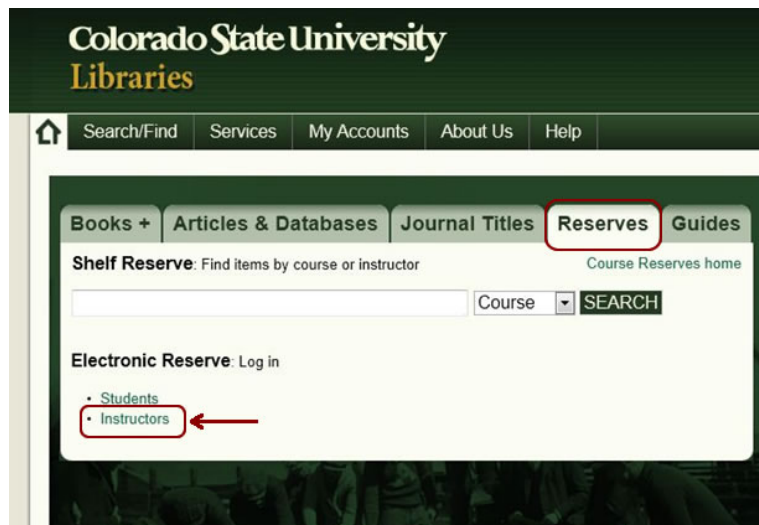 Colorado State University
Libraries
Search/Find Services My Accounts About Us Help
Books + Articles & Databases Journal Titles Reserves Guides
Shelf Reserve: Find items by course or instructor Course Reserves home
Course SEARCH
Electronic Reserve: Log in
• Students
• Instructors